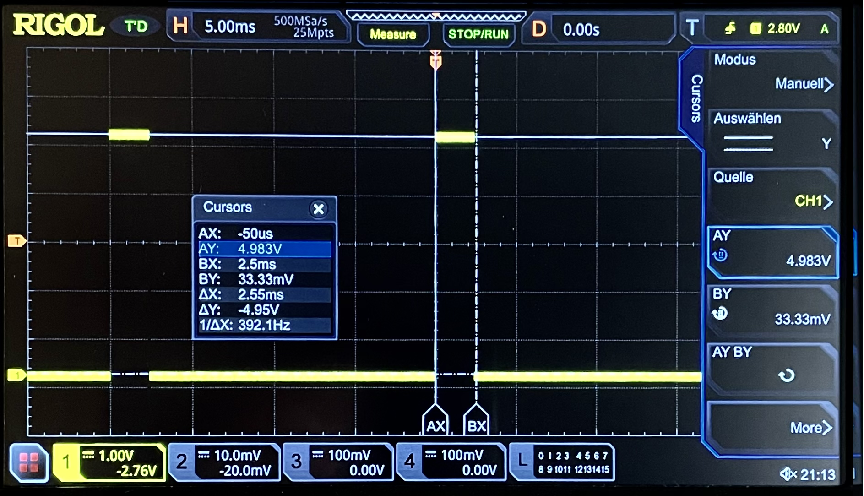 RIGOL T'D H 5.00ms 500MSa/s 25Mpts Measure STOP/RUN D 0.00s T 2.80V A
T
Cursors
Modus
Manuell
Auswählen
Y
Quelle
CH1
AY
4.983V
BY
33.33mV
AY BY
More
Cursors
AX: -50us
AY: 4.983V
BX: 2.5ms
BY: 33.33mV
ΔX: 2.55ms
ΔY: -4.95V
1/ΔX: 392.1Hz
T
1
AX BX
1 1.00V -2.76V
2 10.0mV -20.0mV
3 100mV 0.00V
4 100mV 0.00V
L 0 1 2 3 4 5 6 7
8 9 10 11 12 13 14 15
21:13